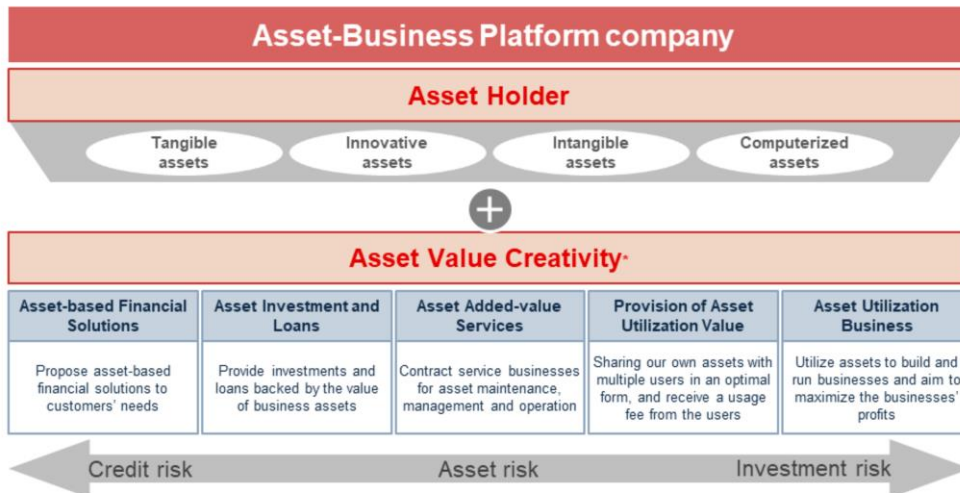 Asset-Business Platform company
Asset Holder
Tangible
assets
Innovative
assets
Intangible
assets
Computerized
assets
+
Asset Value Creativity*
Asset-based Financial
Solutions
Propose asset-based
financial solutions to
customers' needs
Asset Investment and
Loans
Provide investments and
loans backed by the value
of business assets
Asset Added-value
Services
Contract service businesses
for asset maintenance,
management and operation
Provision of Asset
Utilization Value
Sharing our own assets with
multiple users in an optimal
form, and receive a usage
fee from the users
Asset Utilization
Business
Utilize assets to build and
run businesses and aim to
maximize the businesses'
profits
Credit risk
Asset risk
Investment risk